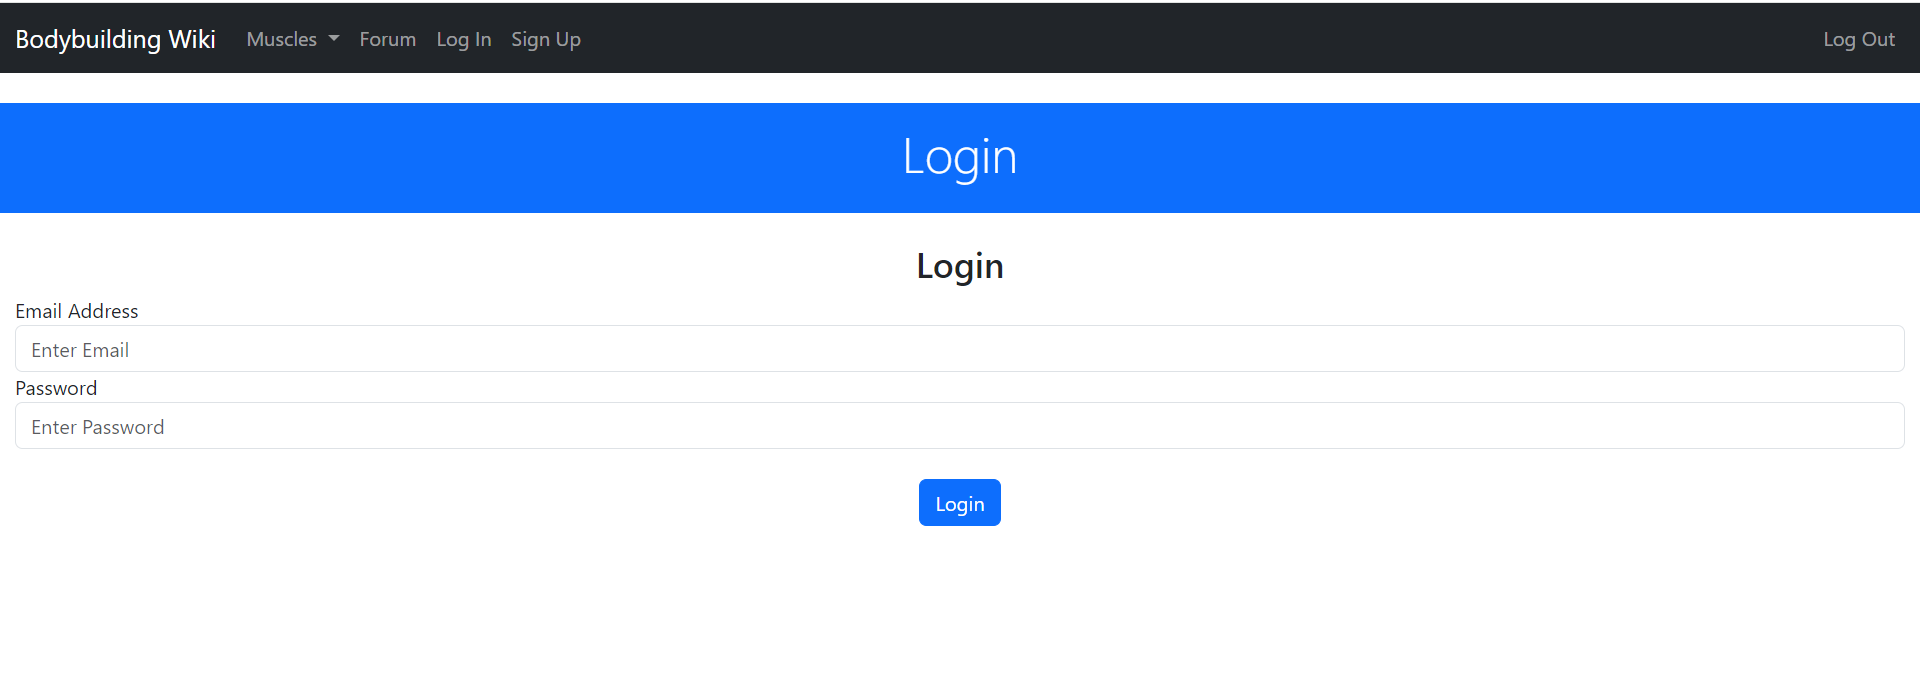 Bodybuilding Wiki Muscles Forum Log In Sign Up Log Out
Login
Login
Email Address
Enter Email
Password
Enter Password
Login